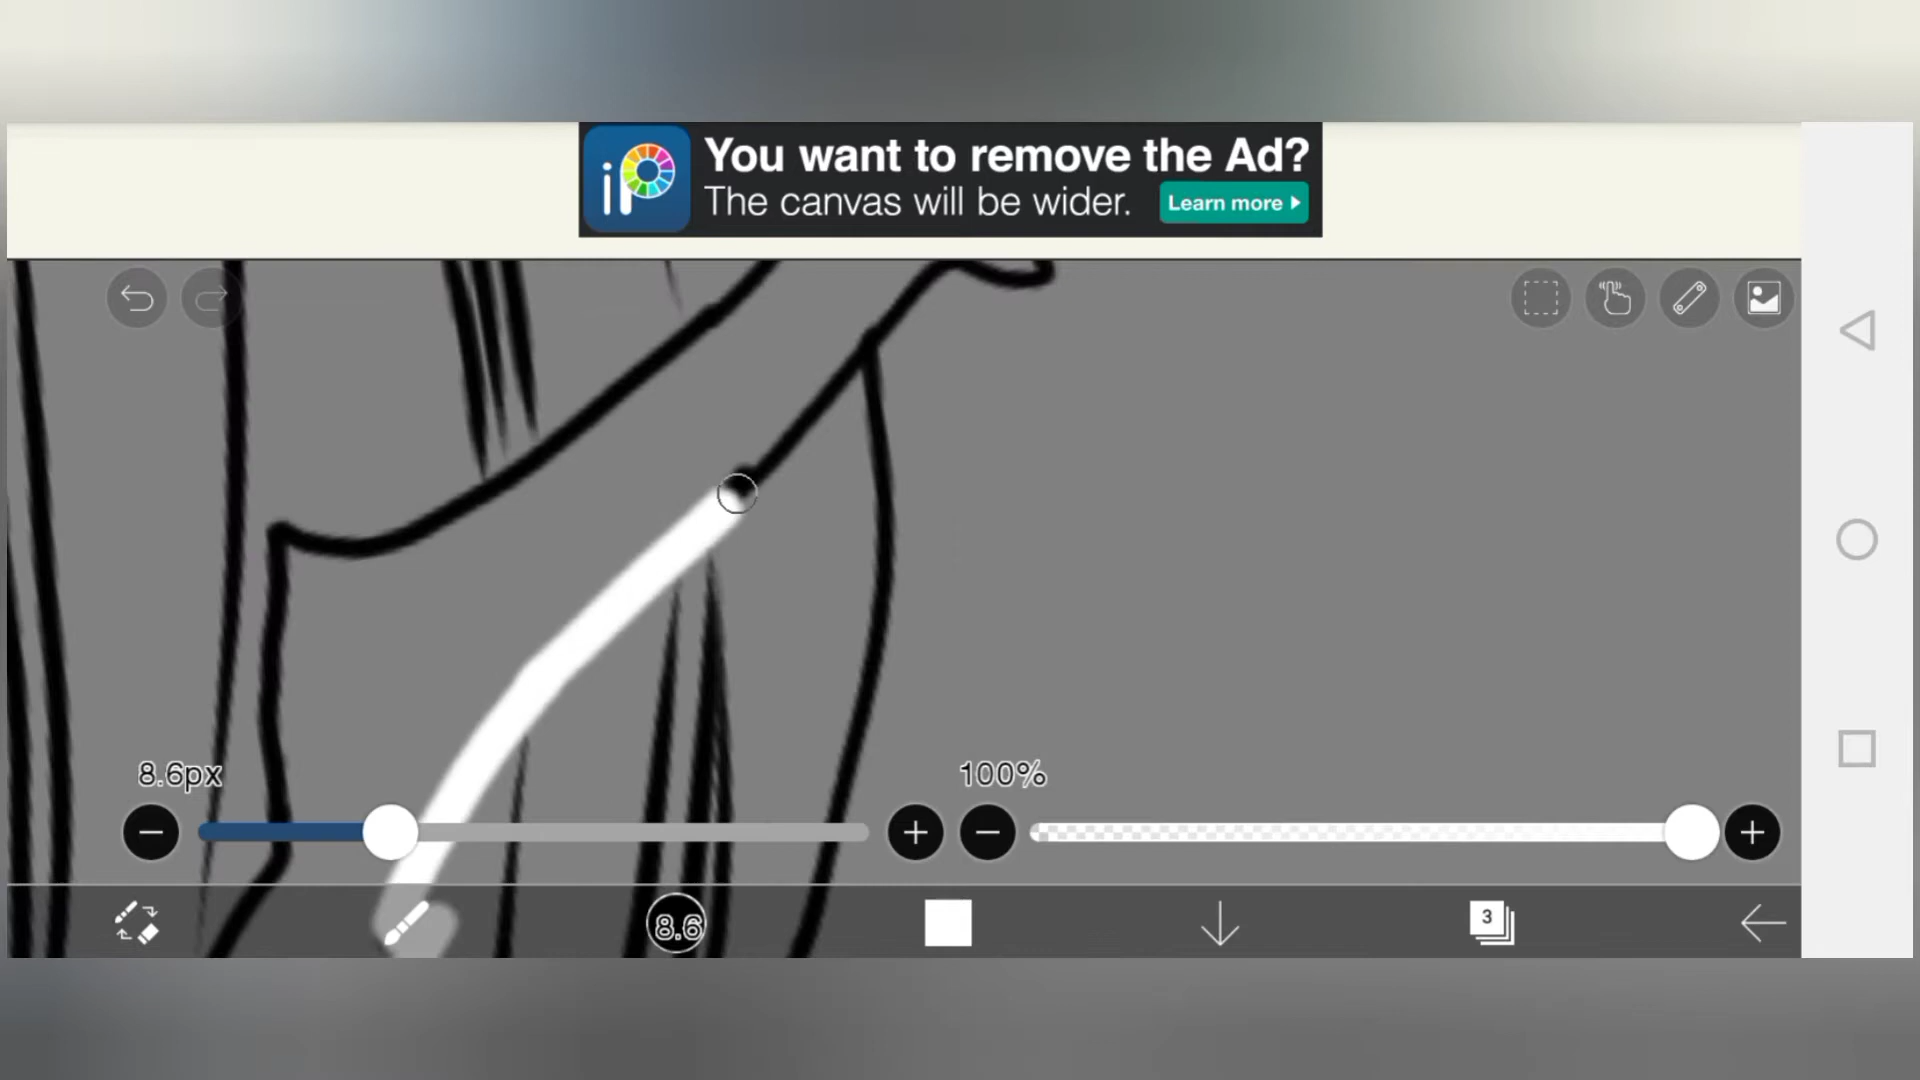 iP
You want to remove the Ad?
The canvas will be wider.
Learn more
8.6px
100%
8.6
3